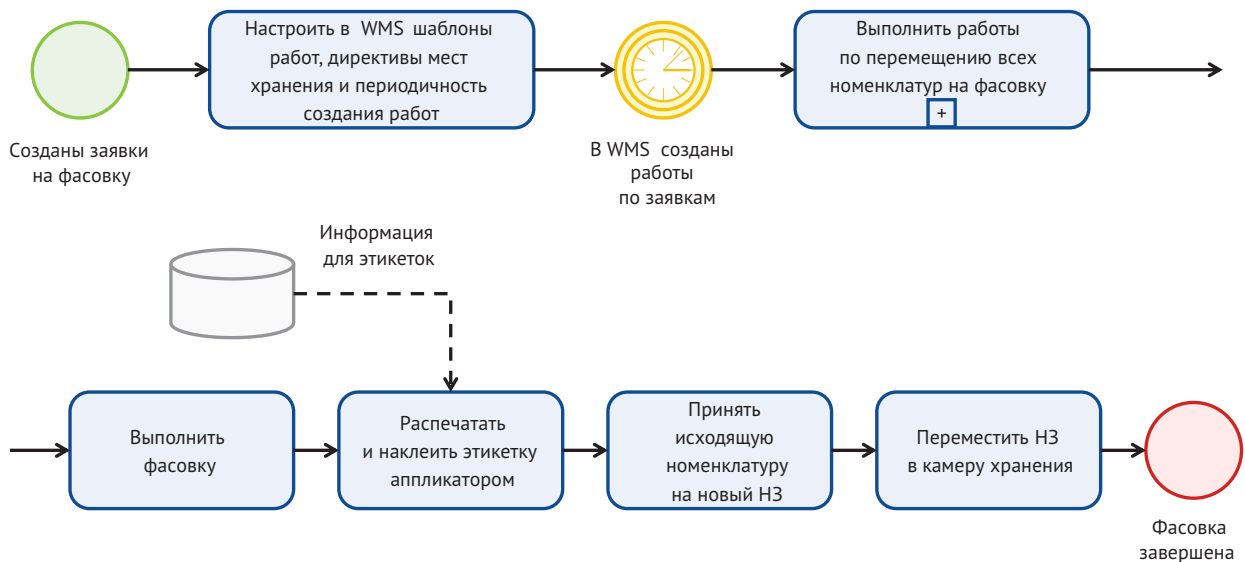 Настроить в WMS шаблоны
работ, директивы мест
хранения и периодичность
создания работ
Выполнить работы
по перемещению всех
номенклатур на фасовку
+
Созданы заявки
на фасовку
В WMS созданы
работы
по заявкам
Информация
для этикеток
Выполнить
фасовку
Распечатать
и наклеить этикетку
аппликатором
Принять
исходящую
номенклатуру
на новый НЗ
Переместить НЗ
в камеру хранения
Фасовка
завершена